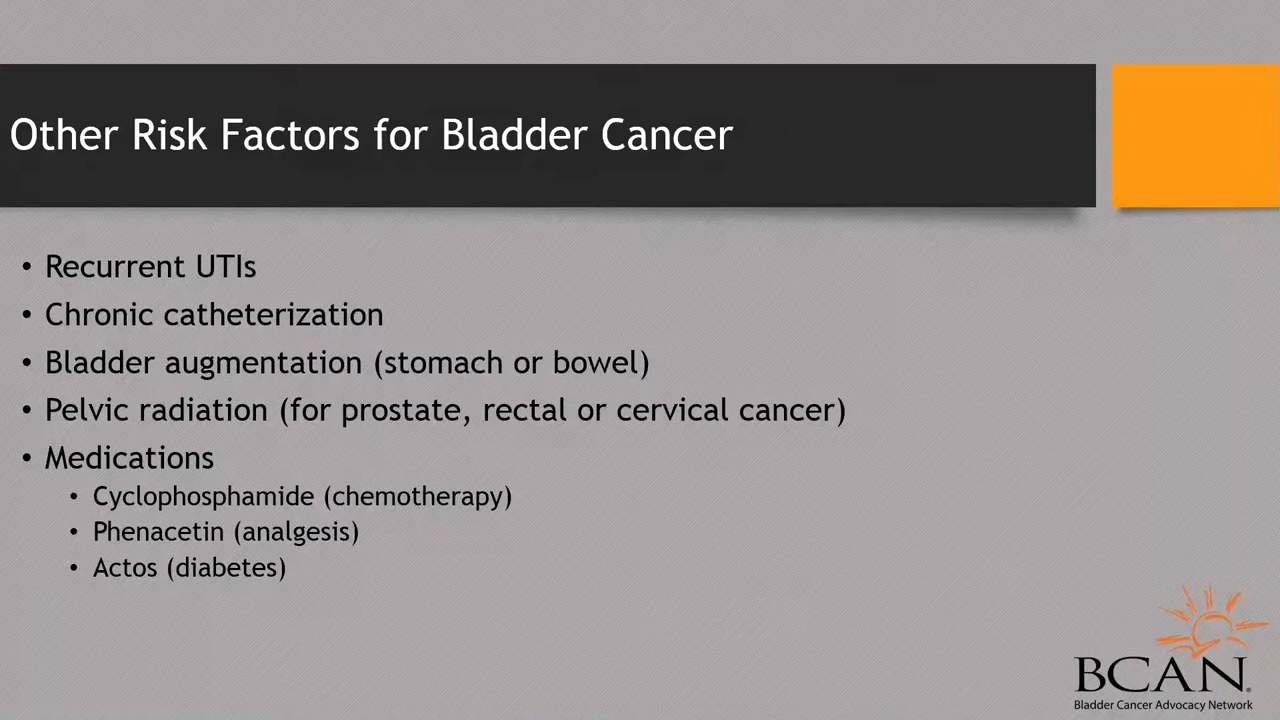 Other Risk Factors for Bladder Cancer
• Recurrent UTIs
• Chronic catheterization
• Bladder augmentation (stomach or bowel)
• Pelvic radiation (for prostate, rectal or cervical cancer)
• Medications
• Cyclophosphamide (chemotherapy)
• Phenacetin (analgesis)
• Actos (diabetes)
BCAN®
Bladder Cancer Advocacy Network